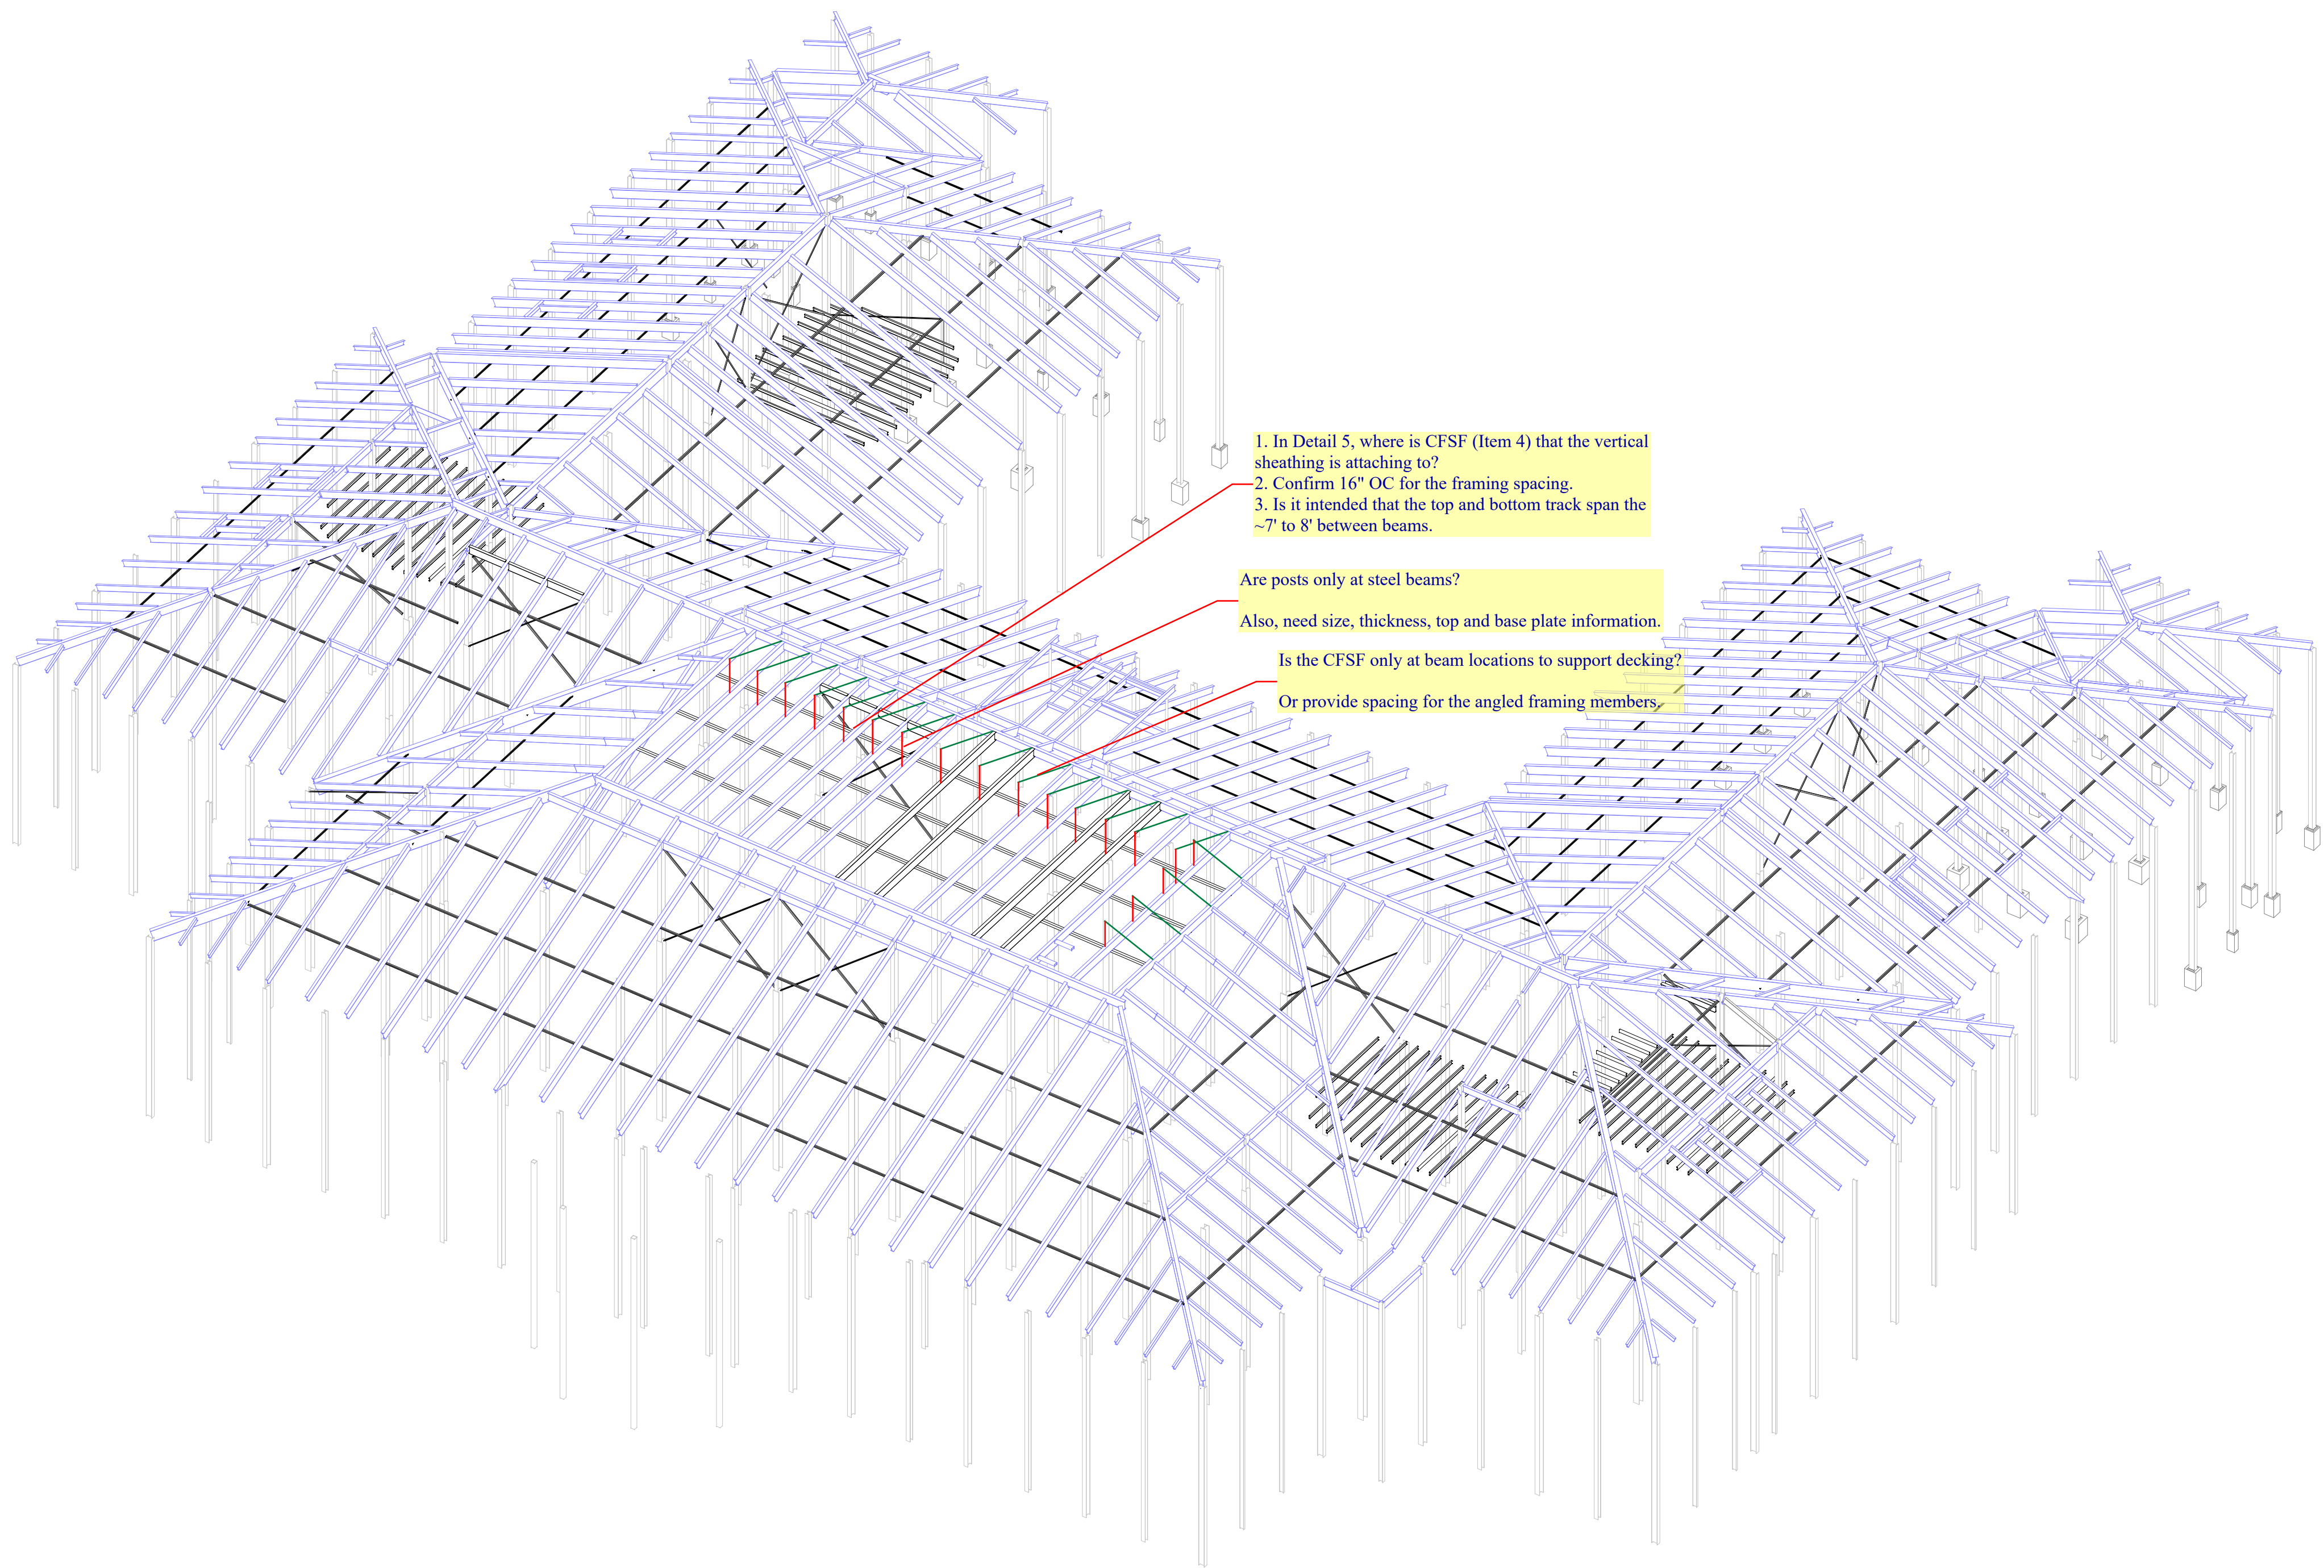 1. In Detail 5, where is CFSF (Item 4) that the vertical
sheathing is attaching to?
2. Confirm 16" OC for the framing spacing.
3. Is it intended that the top and bottom track span the
~7' to 8' between beams.
Are posts only at steel beams?
Also, need size, thickness, top and base plate information.
Is the CFSF only at beam locations to support decking?
Or provide spacing for the angled framing members.